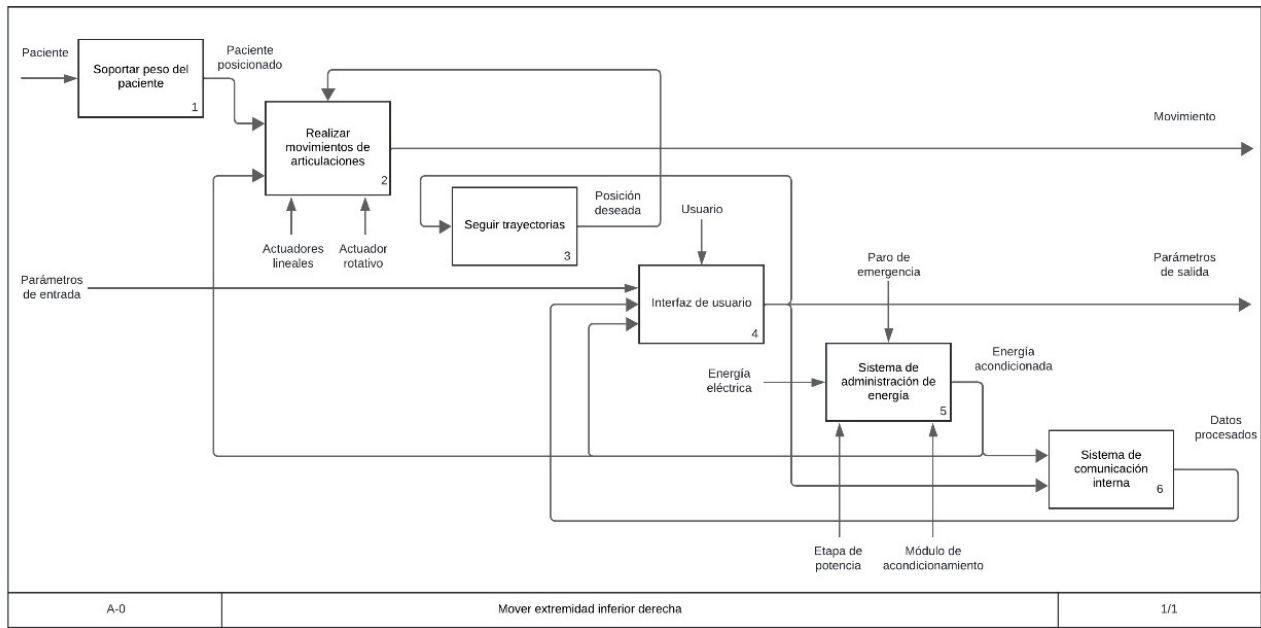 Paciente
Soportar peso del
paciente
1
Paciente
posicionado
Realizar
movimientos de
articulaciones
2
Movimiento
Actuadores
lineales
Actuador
rotativo
Seguir trayectorias
3
Posición
deseada
Usuario
Parámetros
de entrada
Interfaz de usuario
4
Paro de
emergencia
Parámetros
de salida
Energía
eléctrica
Sistema de
administración de
energía
5
Energía
acondicionada
Datos
procesados
Sistema de
comunicación
interna
6
Etapa de
potencia
Módulo de
acondicionamiento
A-0
Mover extremidad inferior derecha
1/1